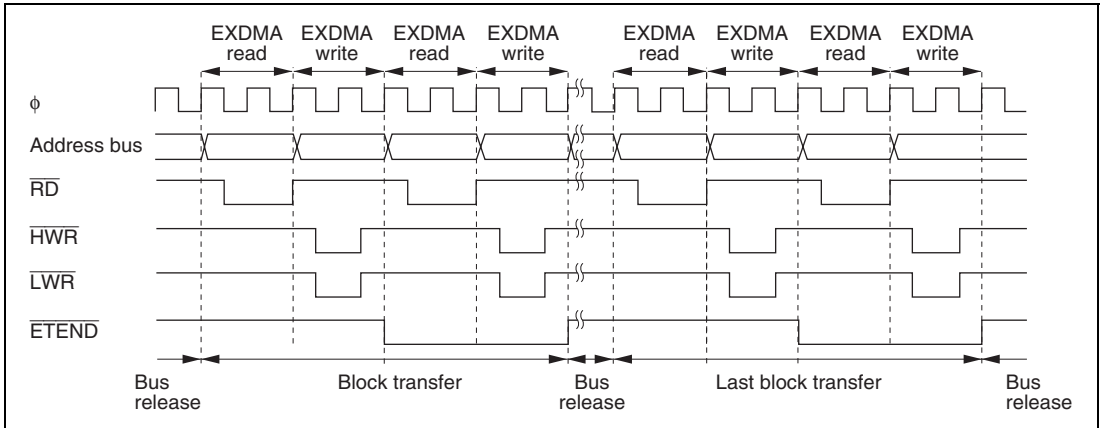 EXDMA EXDMA EXDMA EXDMA EXDMA EXDMA EXDMA EXDMA
read write read write read write read write
ϕ
Address bus
RD
HWR
LWR
ETEND
Bus Block transfer Bus Last block transfer Bus
release release release